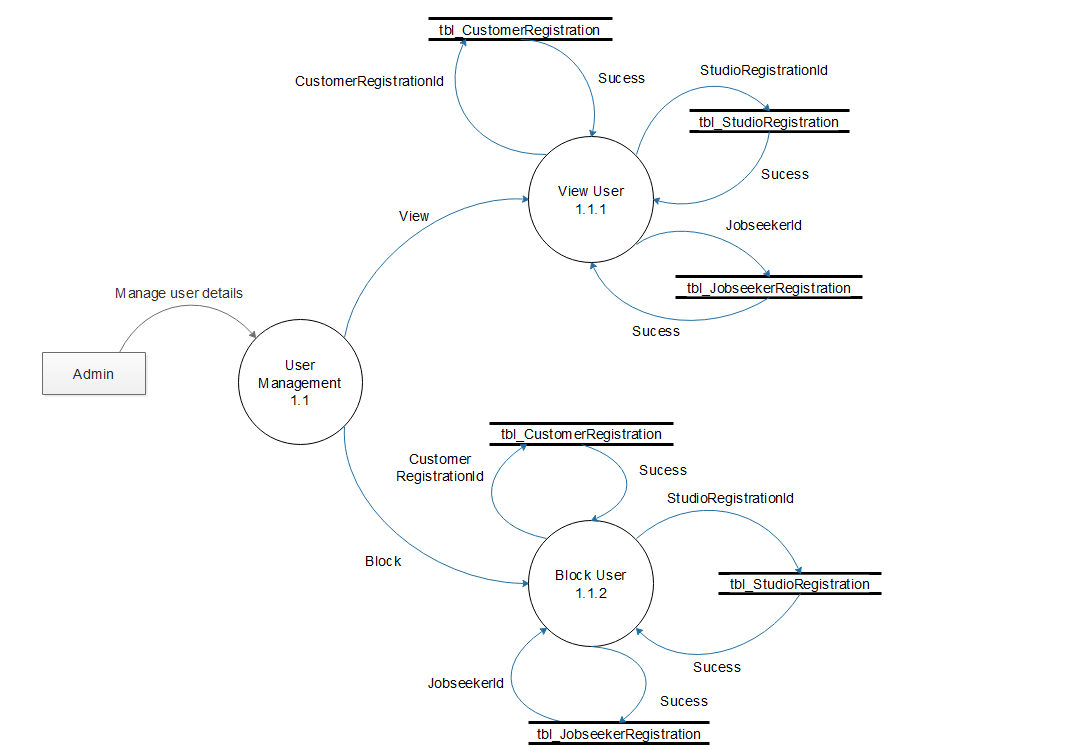 tbl_CustomerRegistration
CustomerRegistrationId
Sucess
StudioRegistrationId
tbl_StudioRegistration
Sucess
View User
1.1.1
View
JobseekerId
tbl_JobseekerRegistration
Sucess
Manage user details
Admin
User
Management
1.1
tbl_CustomerRegistration
Customer
RegistrationId
Sucess
StudioRegistrationId
Block
Block User
1.1.2
tbl_StudioRegistration
Sucess
JobseekerId
Sucess
tbl_JobseekerRegistration